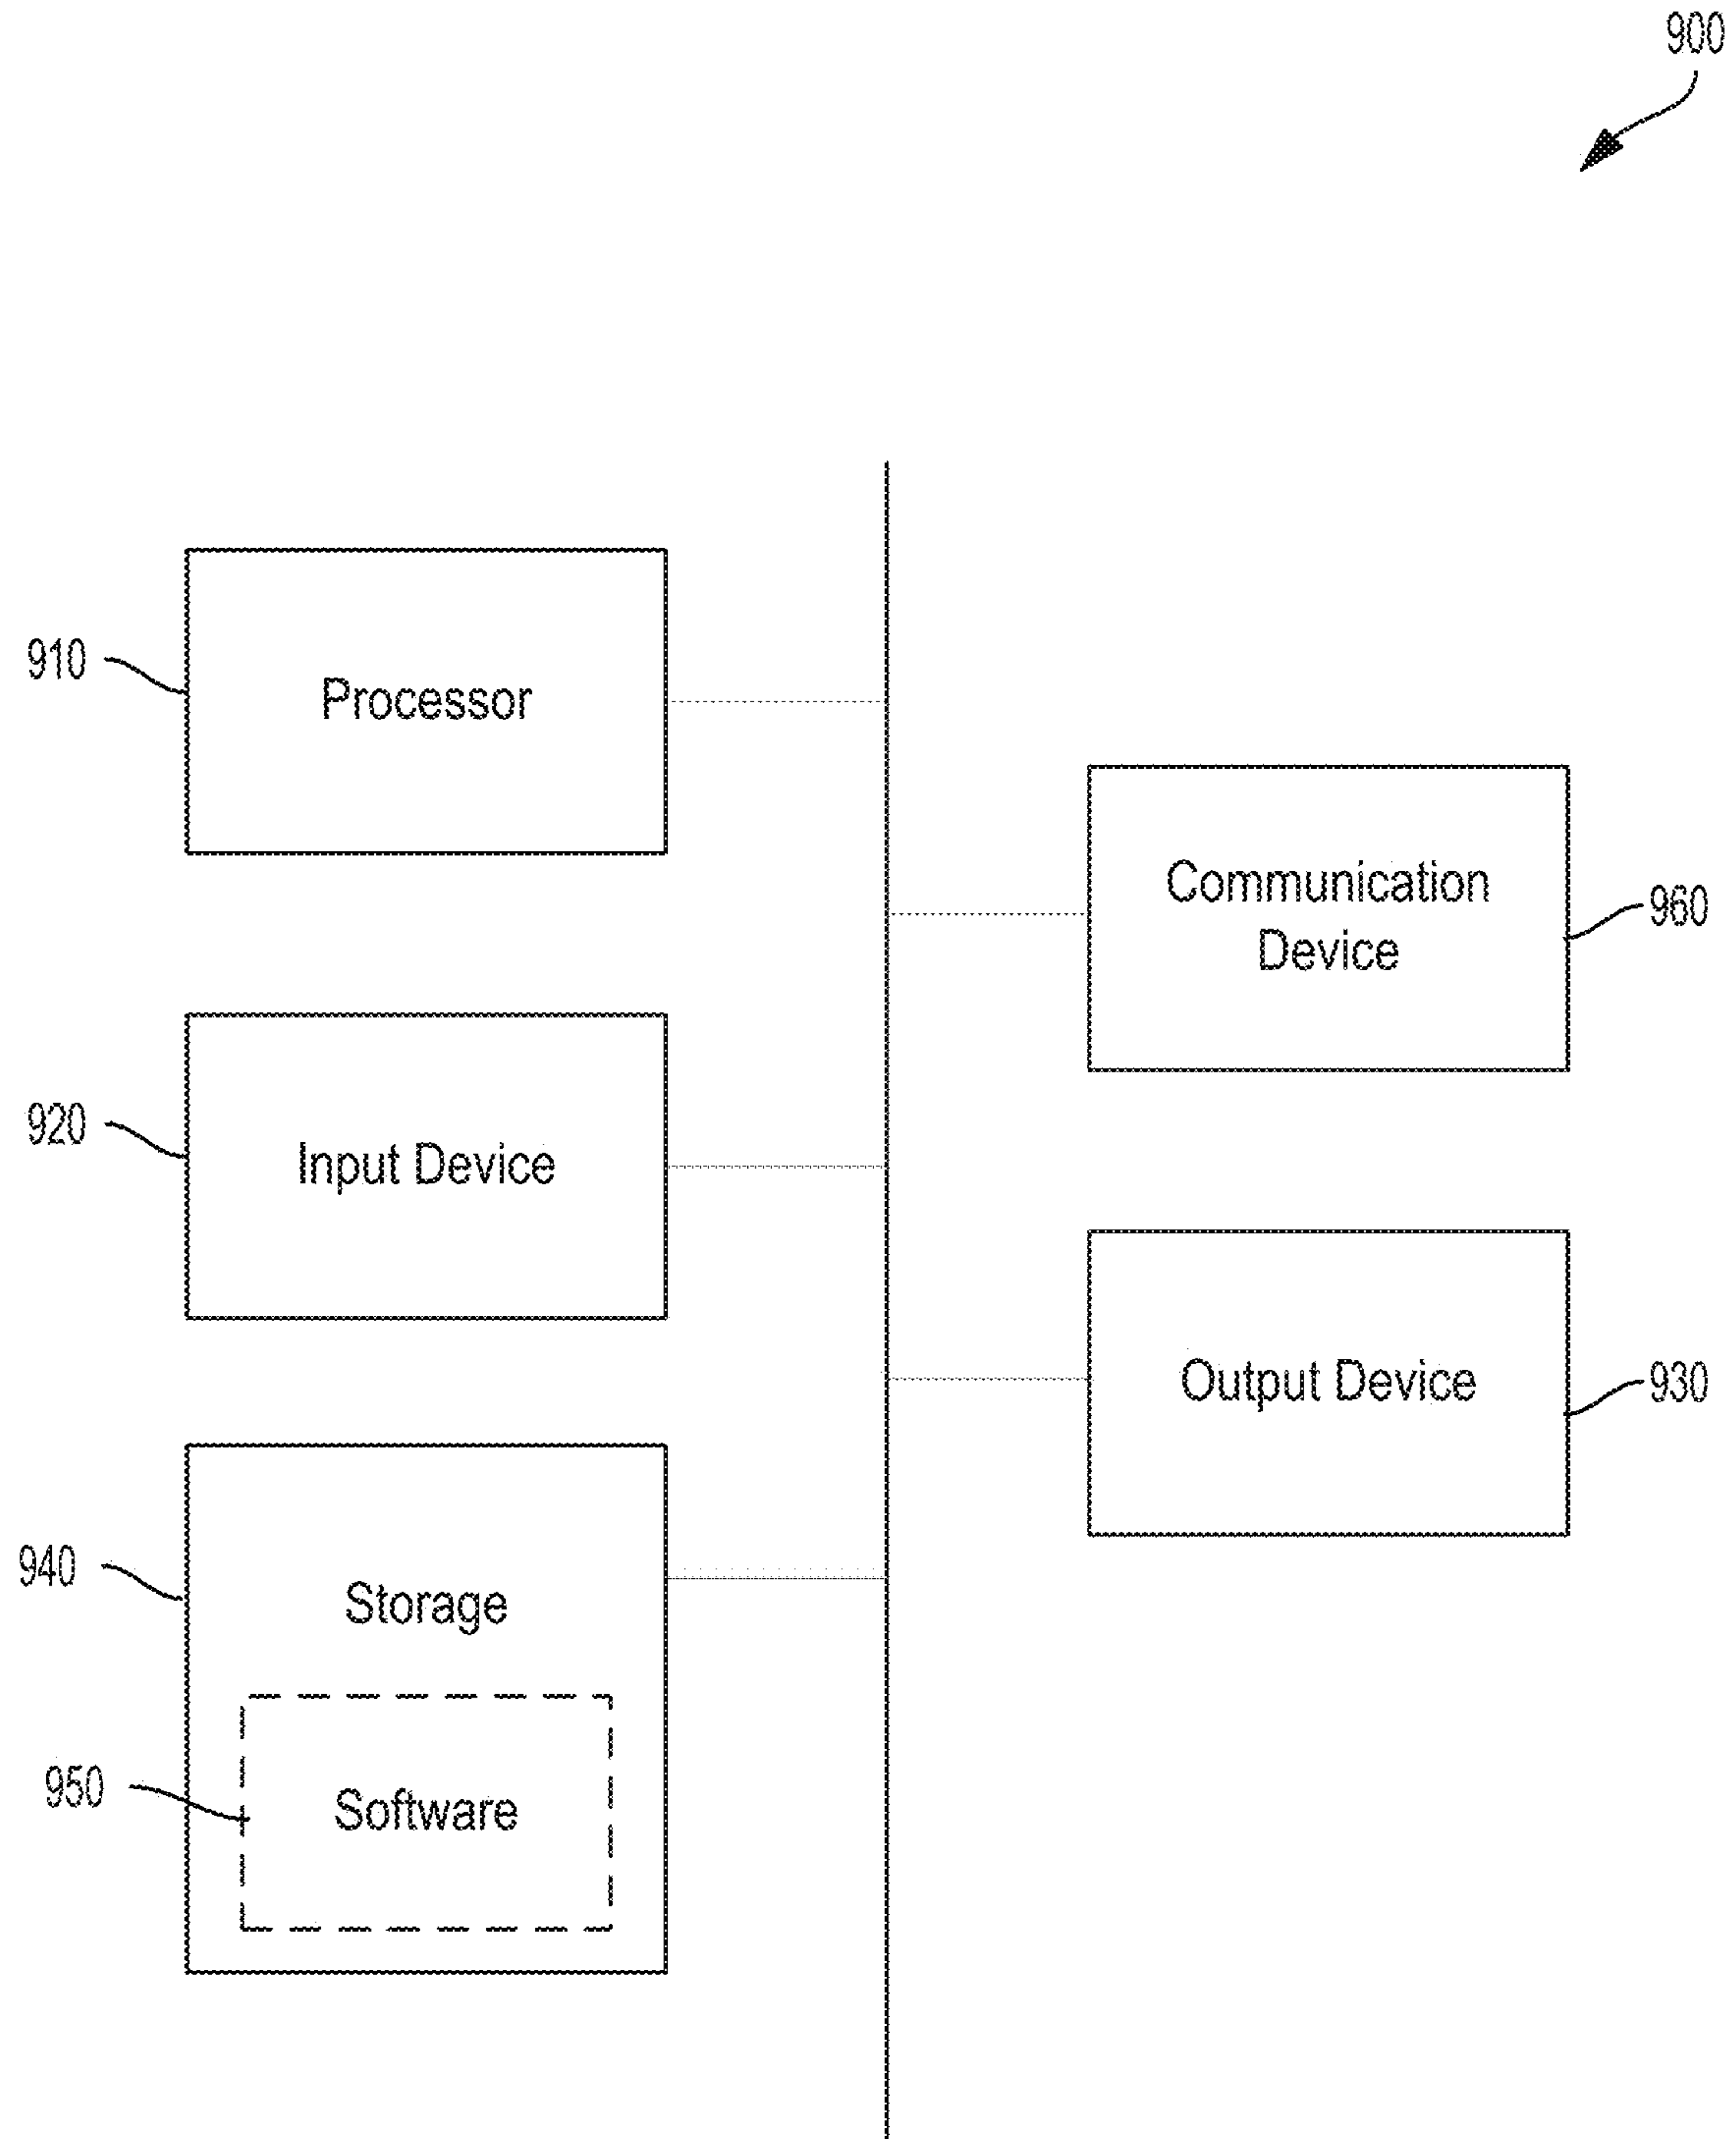 900
910
Processor
Communication
Device
960
920
Input Device
Output Device
930
940
Storage
950
Software